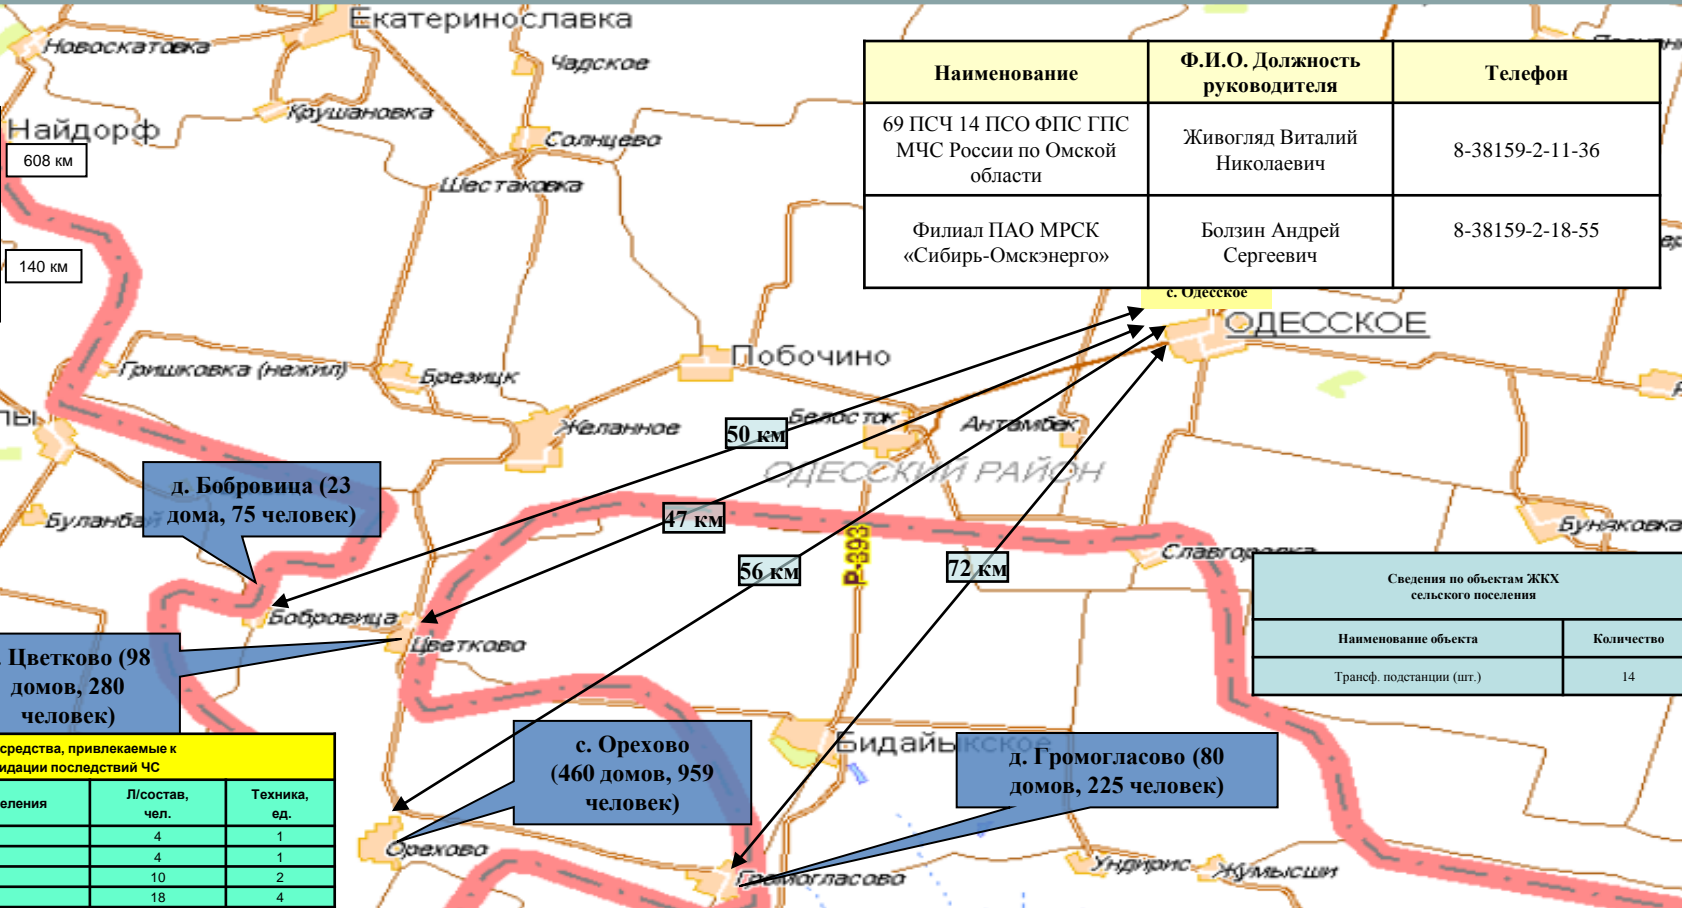 Екатеринославка
Новоскатовка
Чадское
Крушановка
Найдорф
608 км
Солнцево
Шестаковка
140 км
Наименование
Ф.И.О. Должность
руководителя
Телефон
69 ПСЧ 14 ПСО ФПС ГПС
МЧС России по Омской
области
Живогляд Виталий
Николаевич
8-38159-2-11-36
Филиал ПАО МРСК
«Сибирь-Омскэнерго»
Болзин Андрей
Сергеевич
8-38159-2-18-55
с. Одесское
ОДЕССКОЕ
Побочино
Гришковка (нежил)
Брезицк
Желанное
50 км
Белосток
Антамбек
ОДЕССКИЙ РАЙОН
д. Бобровица (23
дома, 75 человек)
Буланбай
47 км
Р-393
56 км
72 км
Славгородка
Буняковка
Сведения по объектам ЖКХ
сельского поселения
Наименование объекта
Количество
Трансф. подстанции (шт.)
14
Бобровица
Цветково
Цветково (98
домов, 280
человек)
с. Орехово
(460 домов, 959
человек)
Бидайыкское
д. Громогласово (80
домов, 225 человек)
средства, привлекаемые к
идации последствий ЧС
еления
Л/состав,
чел.
Техника,
ед.
4 1
4 1
10 2
18 4
Орехово
Громогласово
Ундирис
Жумысши